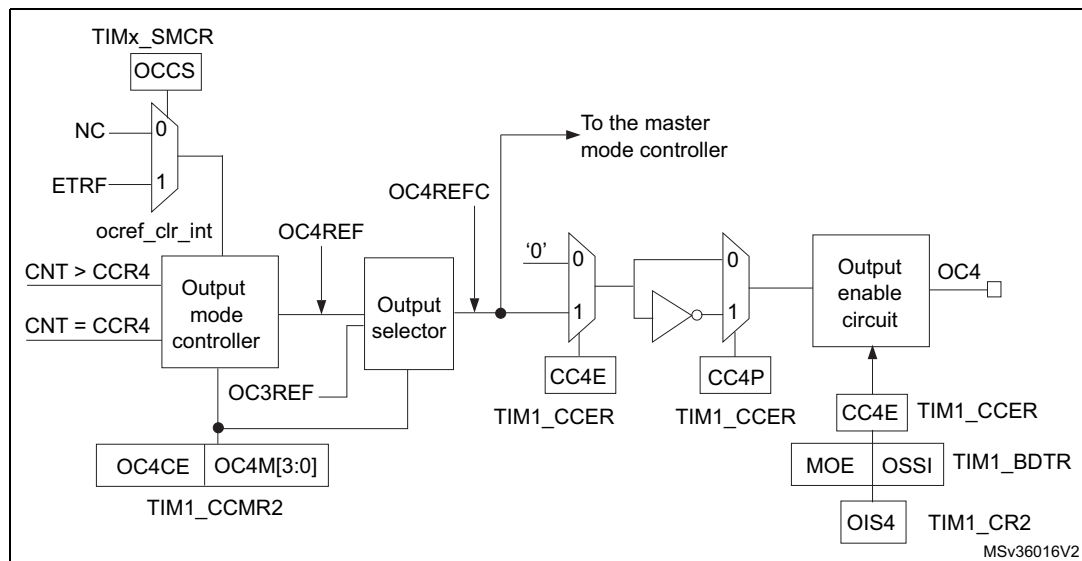 TIMx_SMCR
OCCS
NC
0
ETRF
1
ocref_clr_int
To the master
mode controller
OC4REFC
OC4REF
CNT > CCR4
CNT = CCR4
Output
mode
controller
Output
selector
OC3REF
'0'
0
1
CC4E
TIM1_CCER
0
1
CC4P
TIM1_CCER
Output
enable
circuit
OC4
CC4E
TIM1_CCER
MOE
OSSI
TIM1_BDTR
OIS4
TIM1_CR2
OC4CE
OC4M[3:0]
TIM1_CCMR2
MSv36016V2